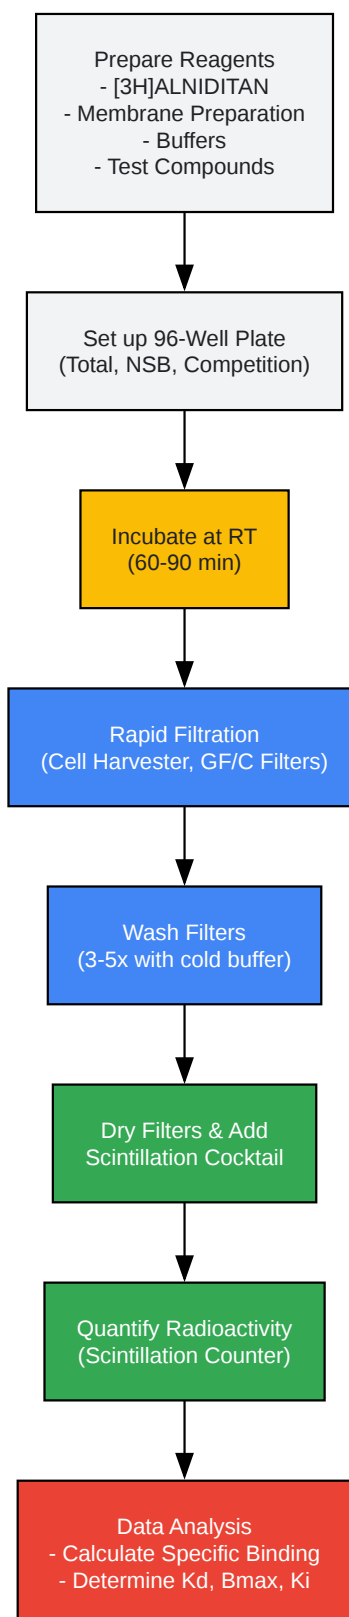 Prepare Reagents
- [3H]ALNIDITAN
- Membrane Preparation
- Buffers
- Test Compounds
Set up 96-Well Plate
(Total, NSB, Competition)
Incubate at RT
(60-90 min)
Rapid Filtration
(Cell Harvester, GF/C Filters)
Wash Filters
(3-5x with cold buffer)
Dry Filters & Add
Scintillation Cocktail
Quantify Radioactivity
(Scintillation Counter)
Data Analysis
- Calculate Specific Binding
- Determine Kd, Bmax, Ki